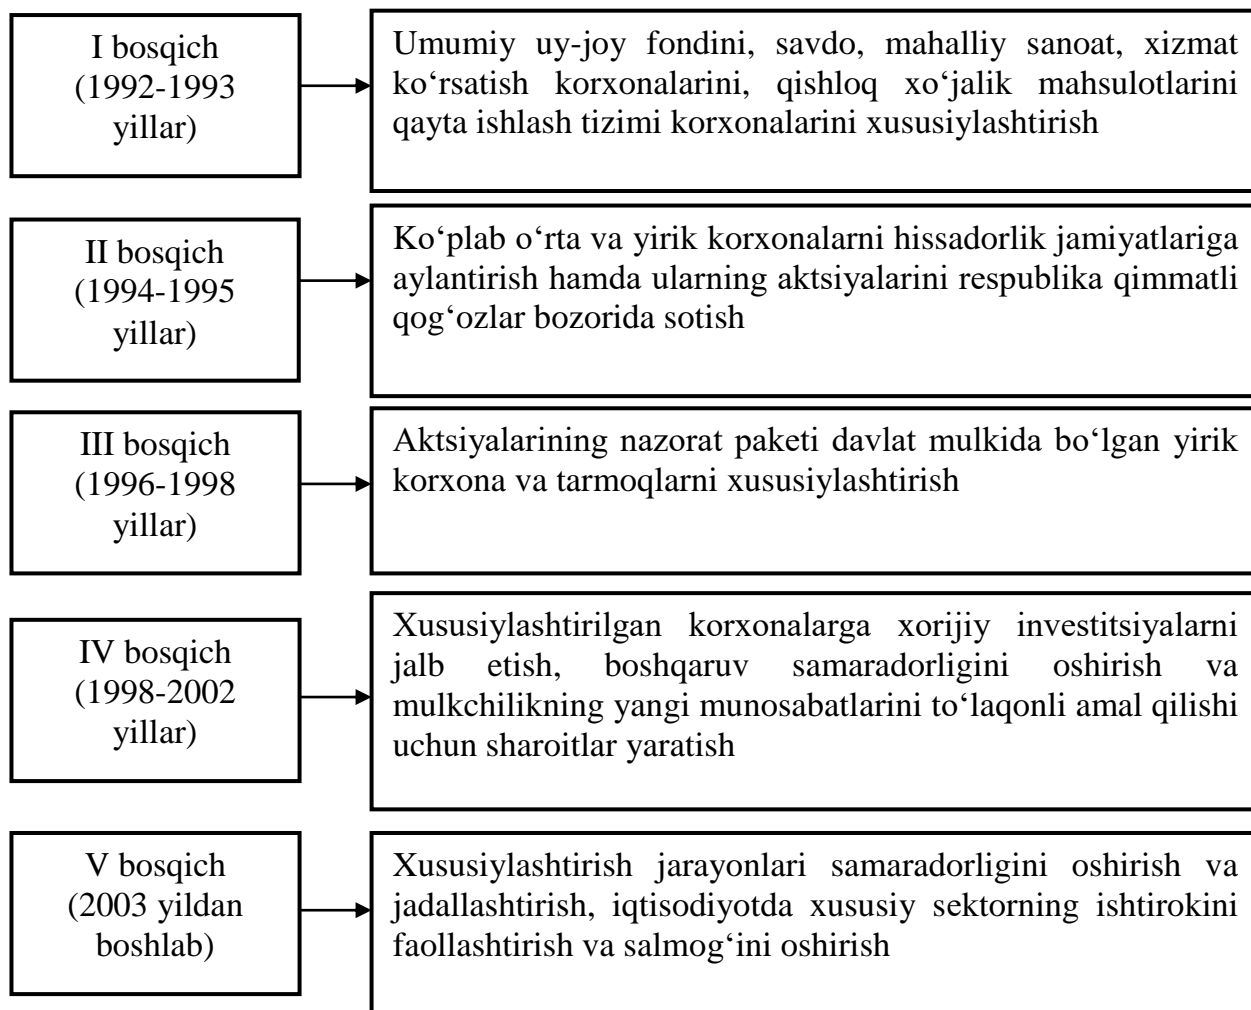 I bosqich
(1992-1993
yillar)
Umumiy uy-joy fondini, savdo, mahalliy sanoat, xizmat
ko‘rsatish korxonalarini, qishloq xo‘jalik mahsulotlarini
qayta ishlash tizimi korxonalarini xususiylashtirish
II bosqich
(1994-1995
yillar)
Ko‘plab o‘rta va yirik korxonalarni hissadorlik jamiyatlariga
aylantirish hamda ularning aktsiyalarini respublika qimmatli
qog‘ozlar bozorida sotish
III bosqich
(1996-1998
yillar)
Aktsiyalarining nazorat paketi davlat mulkida bo‘lgan yirik
korxona va tarmoqlarni xususiylashtirish
IV bosqich
(1998-2002
yillar)
Xususiylashtirilgan korxonalarga xorijiy investitsiyalarni
jalb etish, boshqaruv samaradorligini oshirish va
mulkchilikning yangi munosabatlarini to‘laqonli amal qilishi
uchun sharoitlar yaratish
V bosqich
(2003 yildan
boshlab)
Xususiylashtirish jarayonlari samaradorligini oshirish va
jadallashtirish, iqtisodiyotda xususiy sektorning ishtirokini
faollashtirish va salmog‘ini oshirish